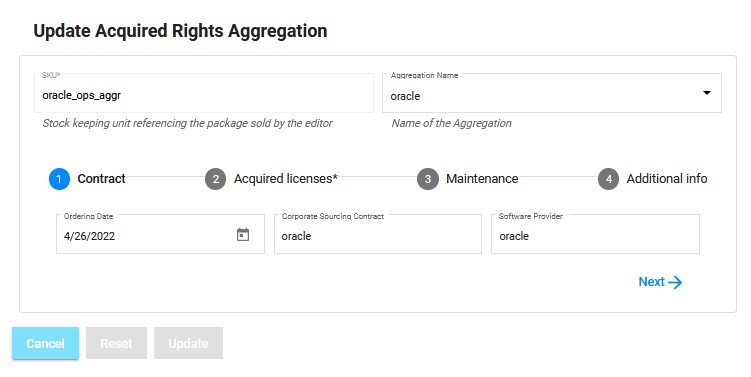 Update Acquired Rights Aggregation
SKU* Aggregation Name
oracle_ops_aggr oracle
Stock keeping unit referencing the package sold by the editor Name of the Aggregation
1 Contract 2 Acquired licenses* 3 Maintenance 4 Additional info
Ordering Date Corporate Sourcing Contract Software Provider
4/26/2022 oracle oracle
Next
Cancel Reset Update